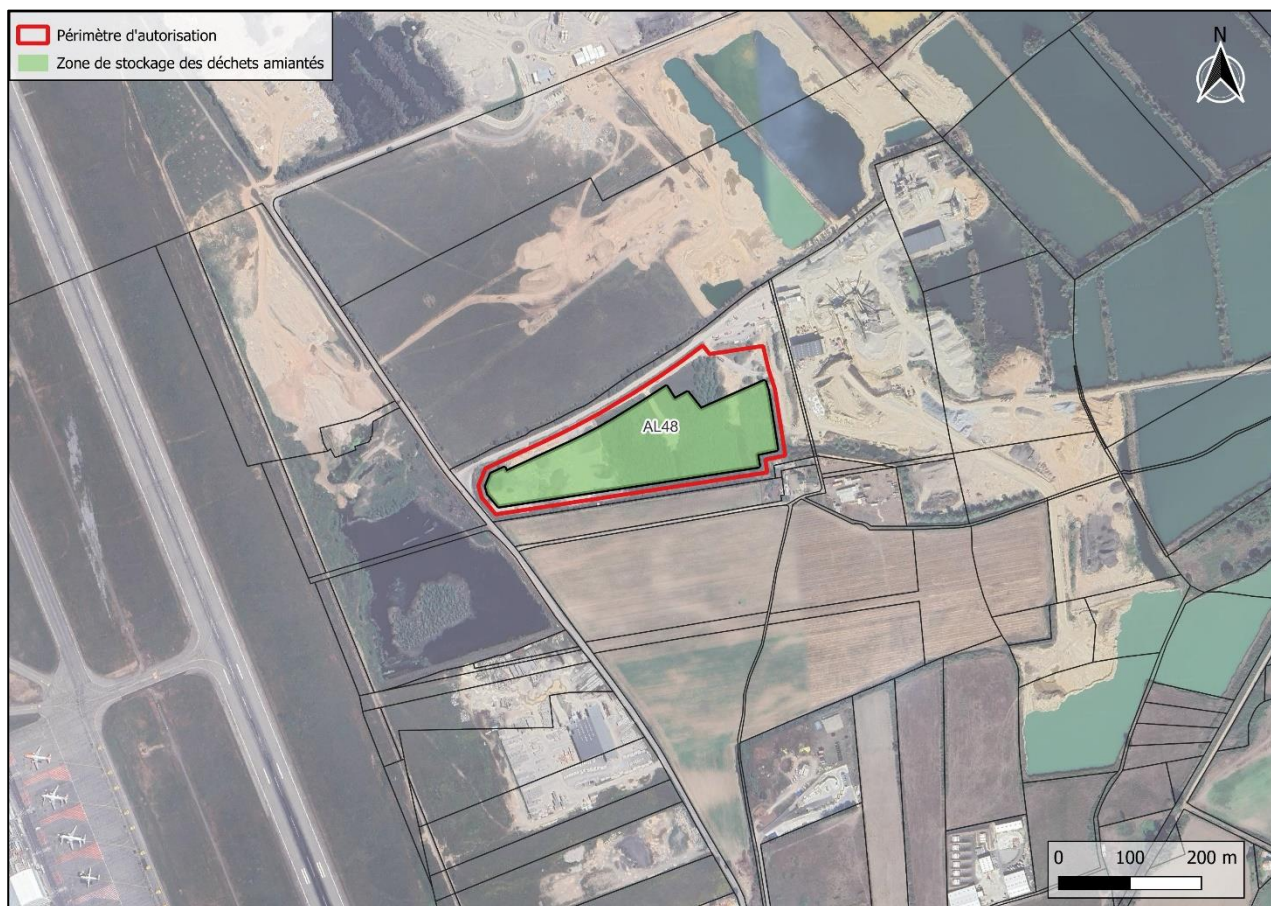 Périmètre d'autorisation
Zone de stockage des déchets amiantés
N
AL48
0 100 200 m